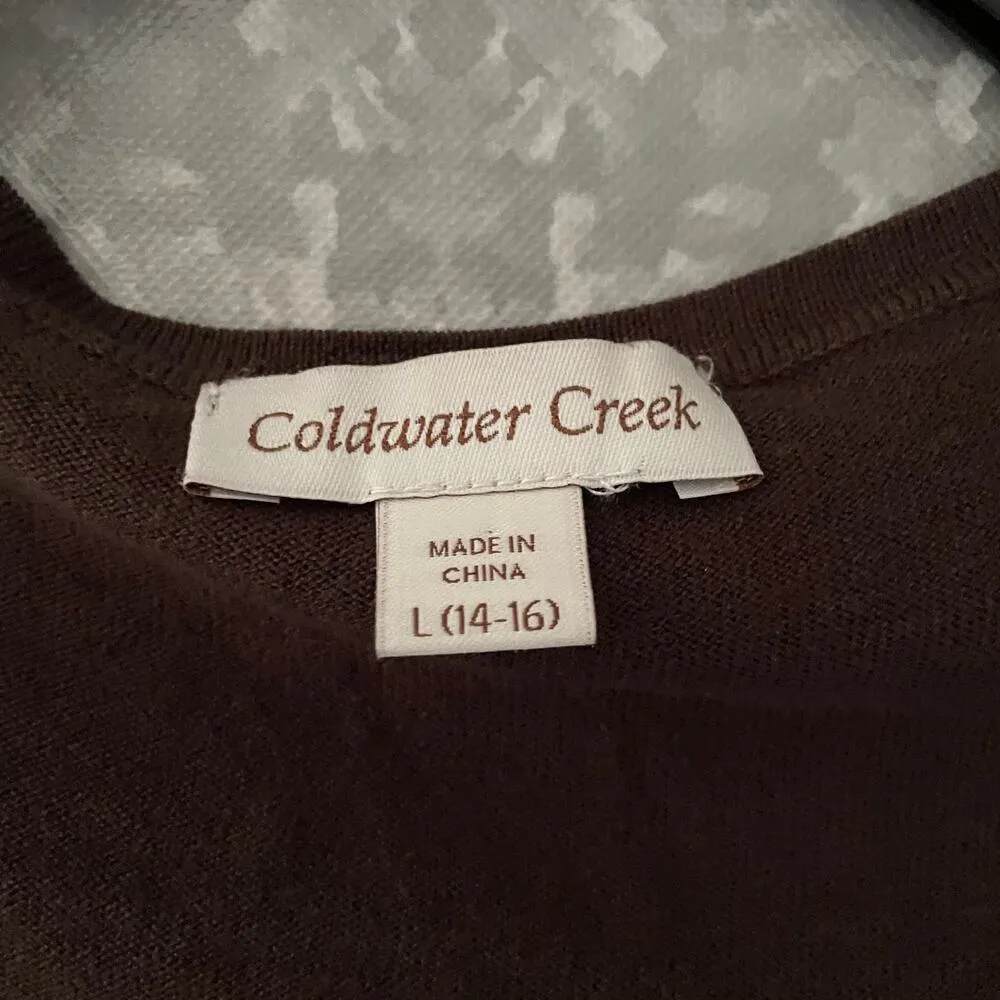 Coldwater Creek
MADE IN
CHINA
L (14-16)